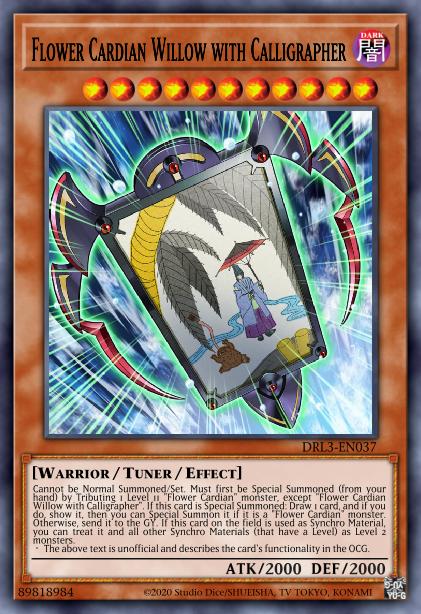 FLOWER CARDIAN WILLOW WITH CALLIGRAPHER
DARK
闇
DRL3-EN037
[WARRIOR / TUNER / EFFECT]
Cannot be Normal Summoned/Set. Must first be Special Summoned (from your
hand) by Tributing 1 Level 11 "Flower Cardian" monster, except "Flower Cardian
Willow with Calligrapher". If this card is Special Summoned: Draw 1 card, and if you
do, show it, then you can Special Summon it if it is a "Flower Cardian" monster.
Otherwise, send it to the GY. If this card on the field is used as Synchro Material,
you can treat it and all other Synchro Materials (that have a Level) as Level 2
monsters.
· The above text is unofficial and describes the card's functionality in the OCG.
ATK/2000 DEF/2000
89818984
©2020 Studio Dice/SHUEISHA, TV TOKYO, KONAMI